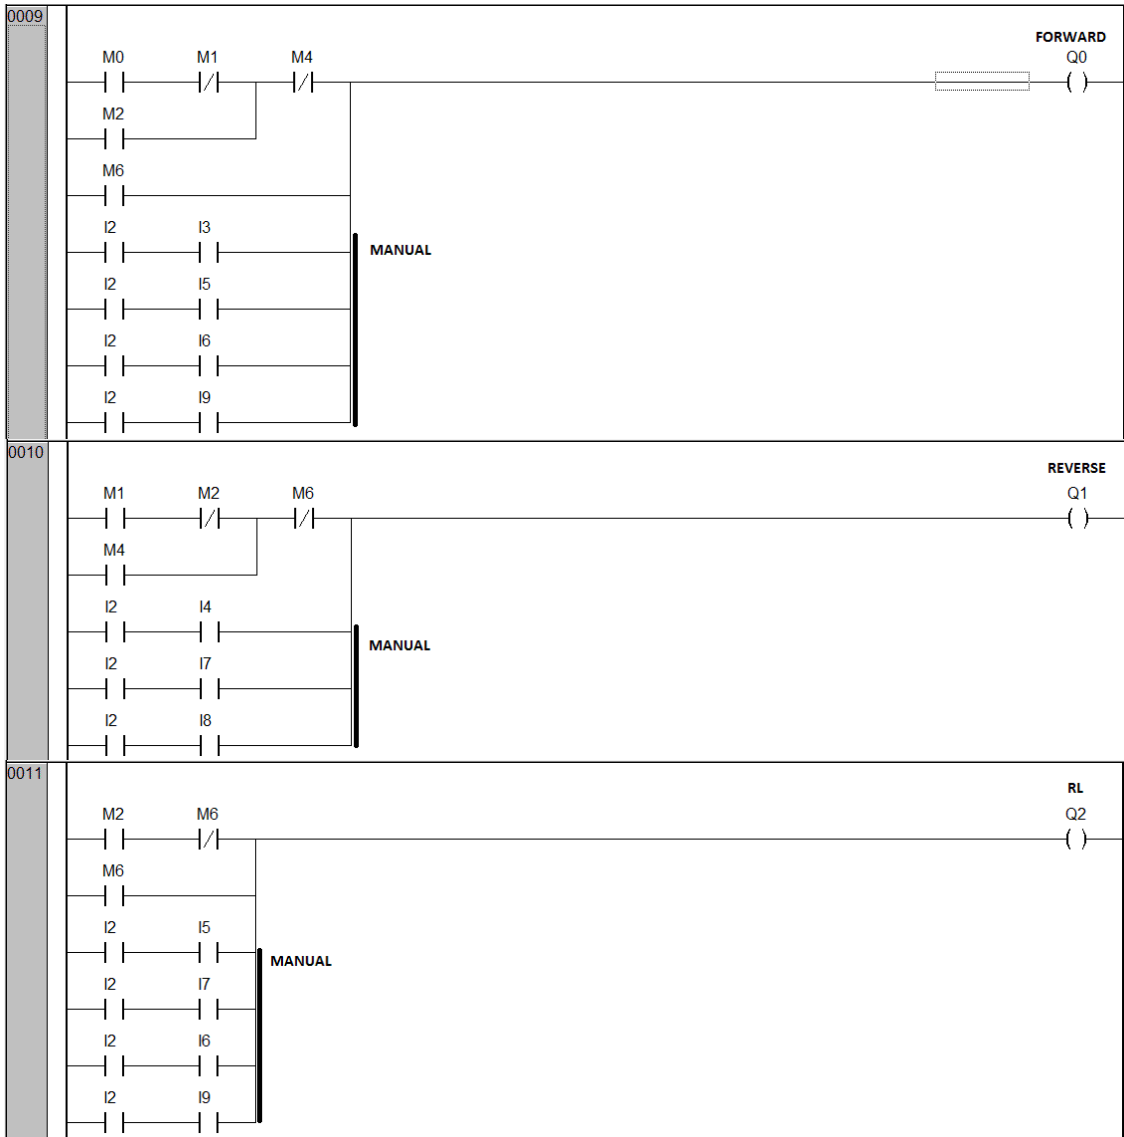 0009
FORWARD
M0 M1 M4 Q0
M2
M6
I2 I3
MANUAL
I2 I5
I2 I6
I2 I9
0010
REVERSE
M1 M2 M6 Q1
M4
I2 I4
MANUAL
I2 I7
I2 I8
0011
RL
M2 M6 Q2
M6
I2 I5
MANUAL
I2 I7
I2 I6
I2 I9